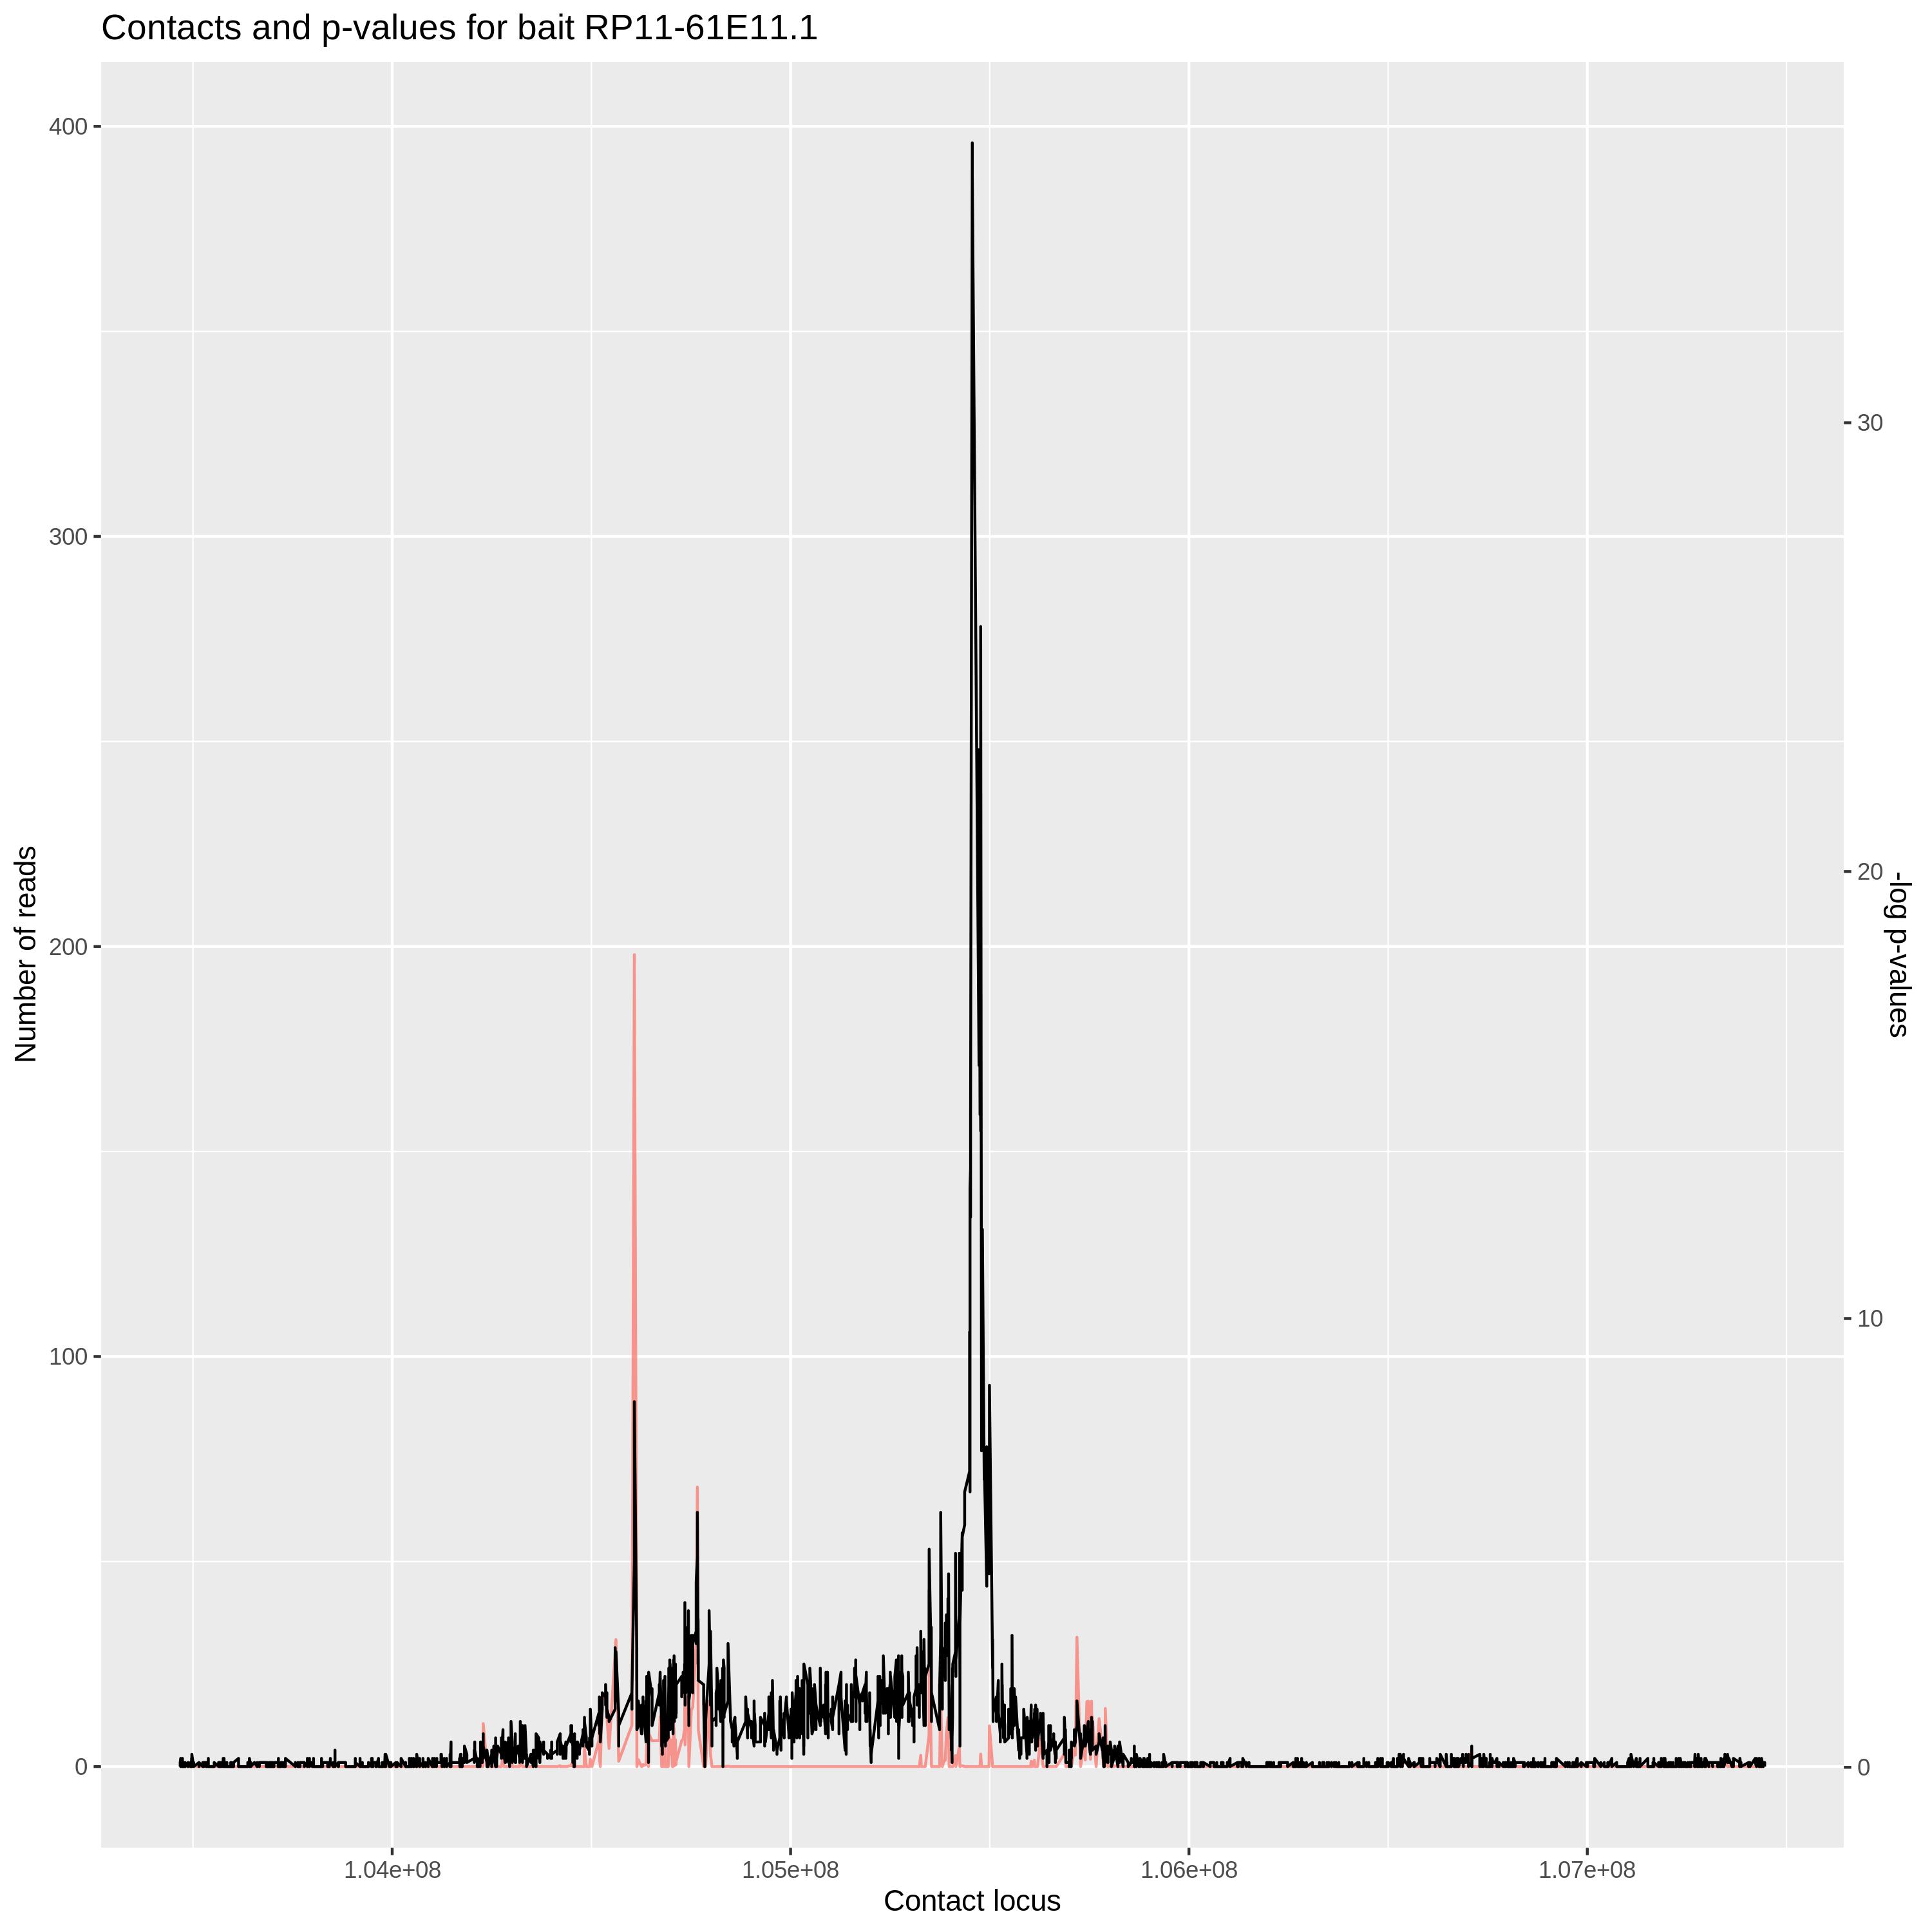 Contacts and p-values for bait RP11-61E11.1
400
300
200
100
0
30
20
10
0
Number of reads
-log p-values
1.04e+08
1.05e+08
1.06e+08
1.07e+08
Contact locus